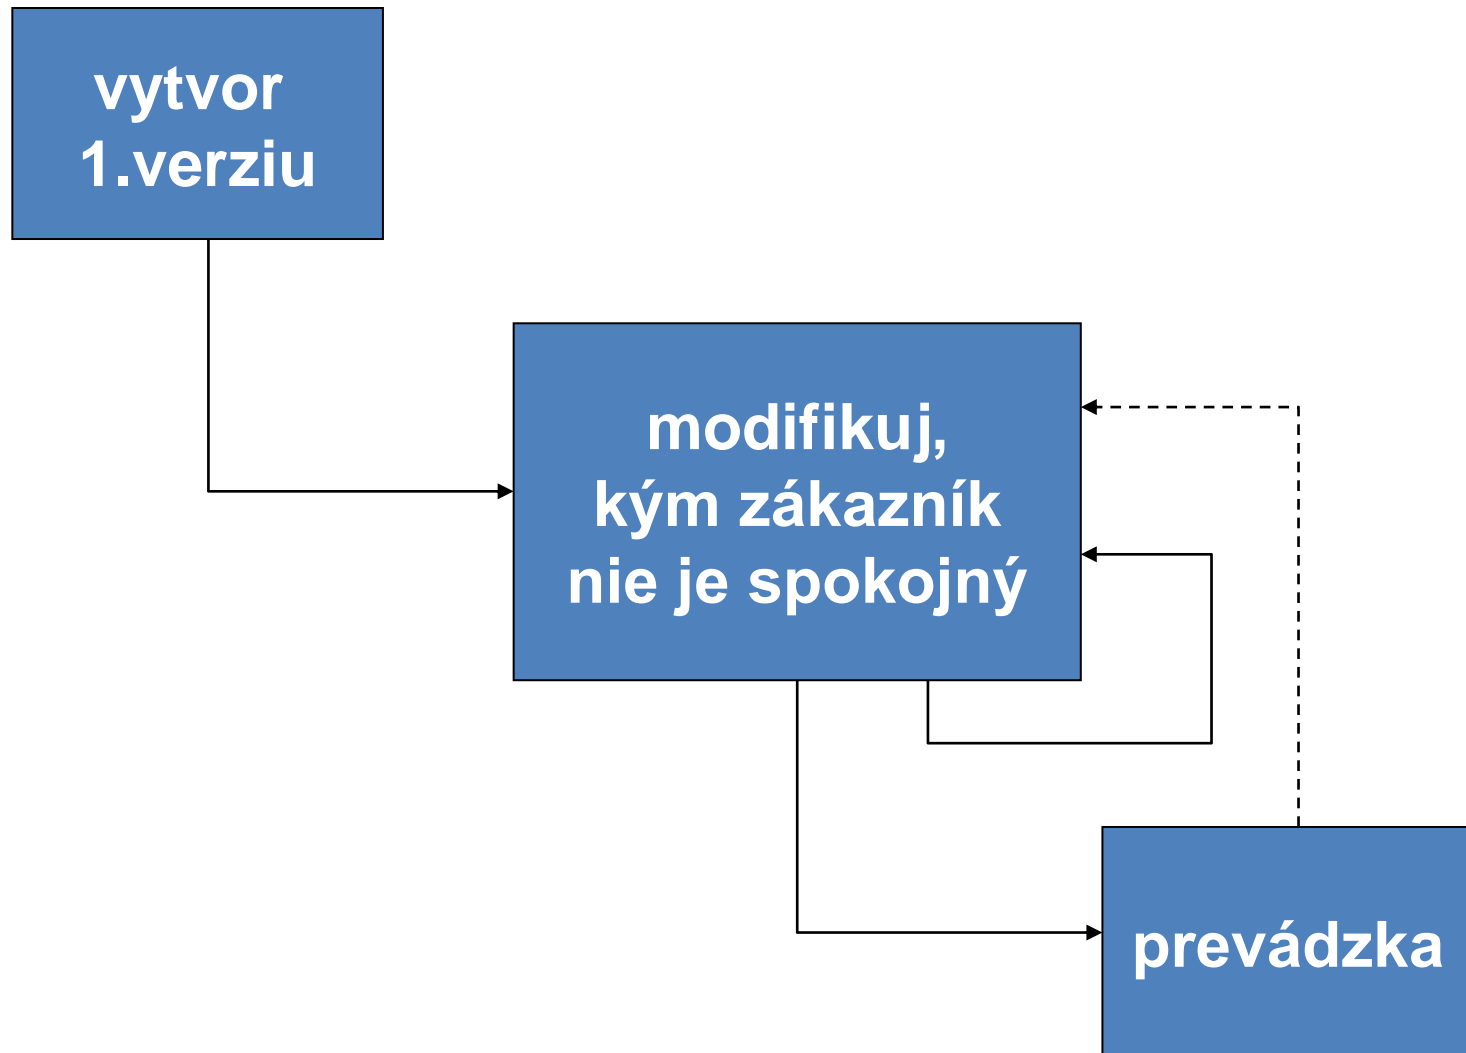 vytvor
1.verziu
modifikuj,
kým zákazník
nie je spokojný
prevádzka